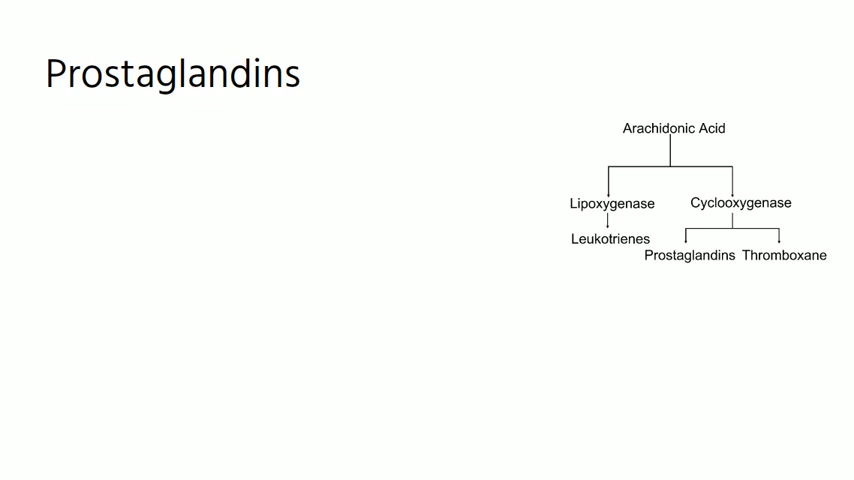 Prostaglandins
Arachidonic Acid
Lipoxygenase Cyclooxygenase
Leukotrienes
Prostaglandins Thromboxane